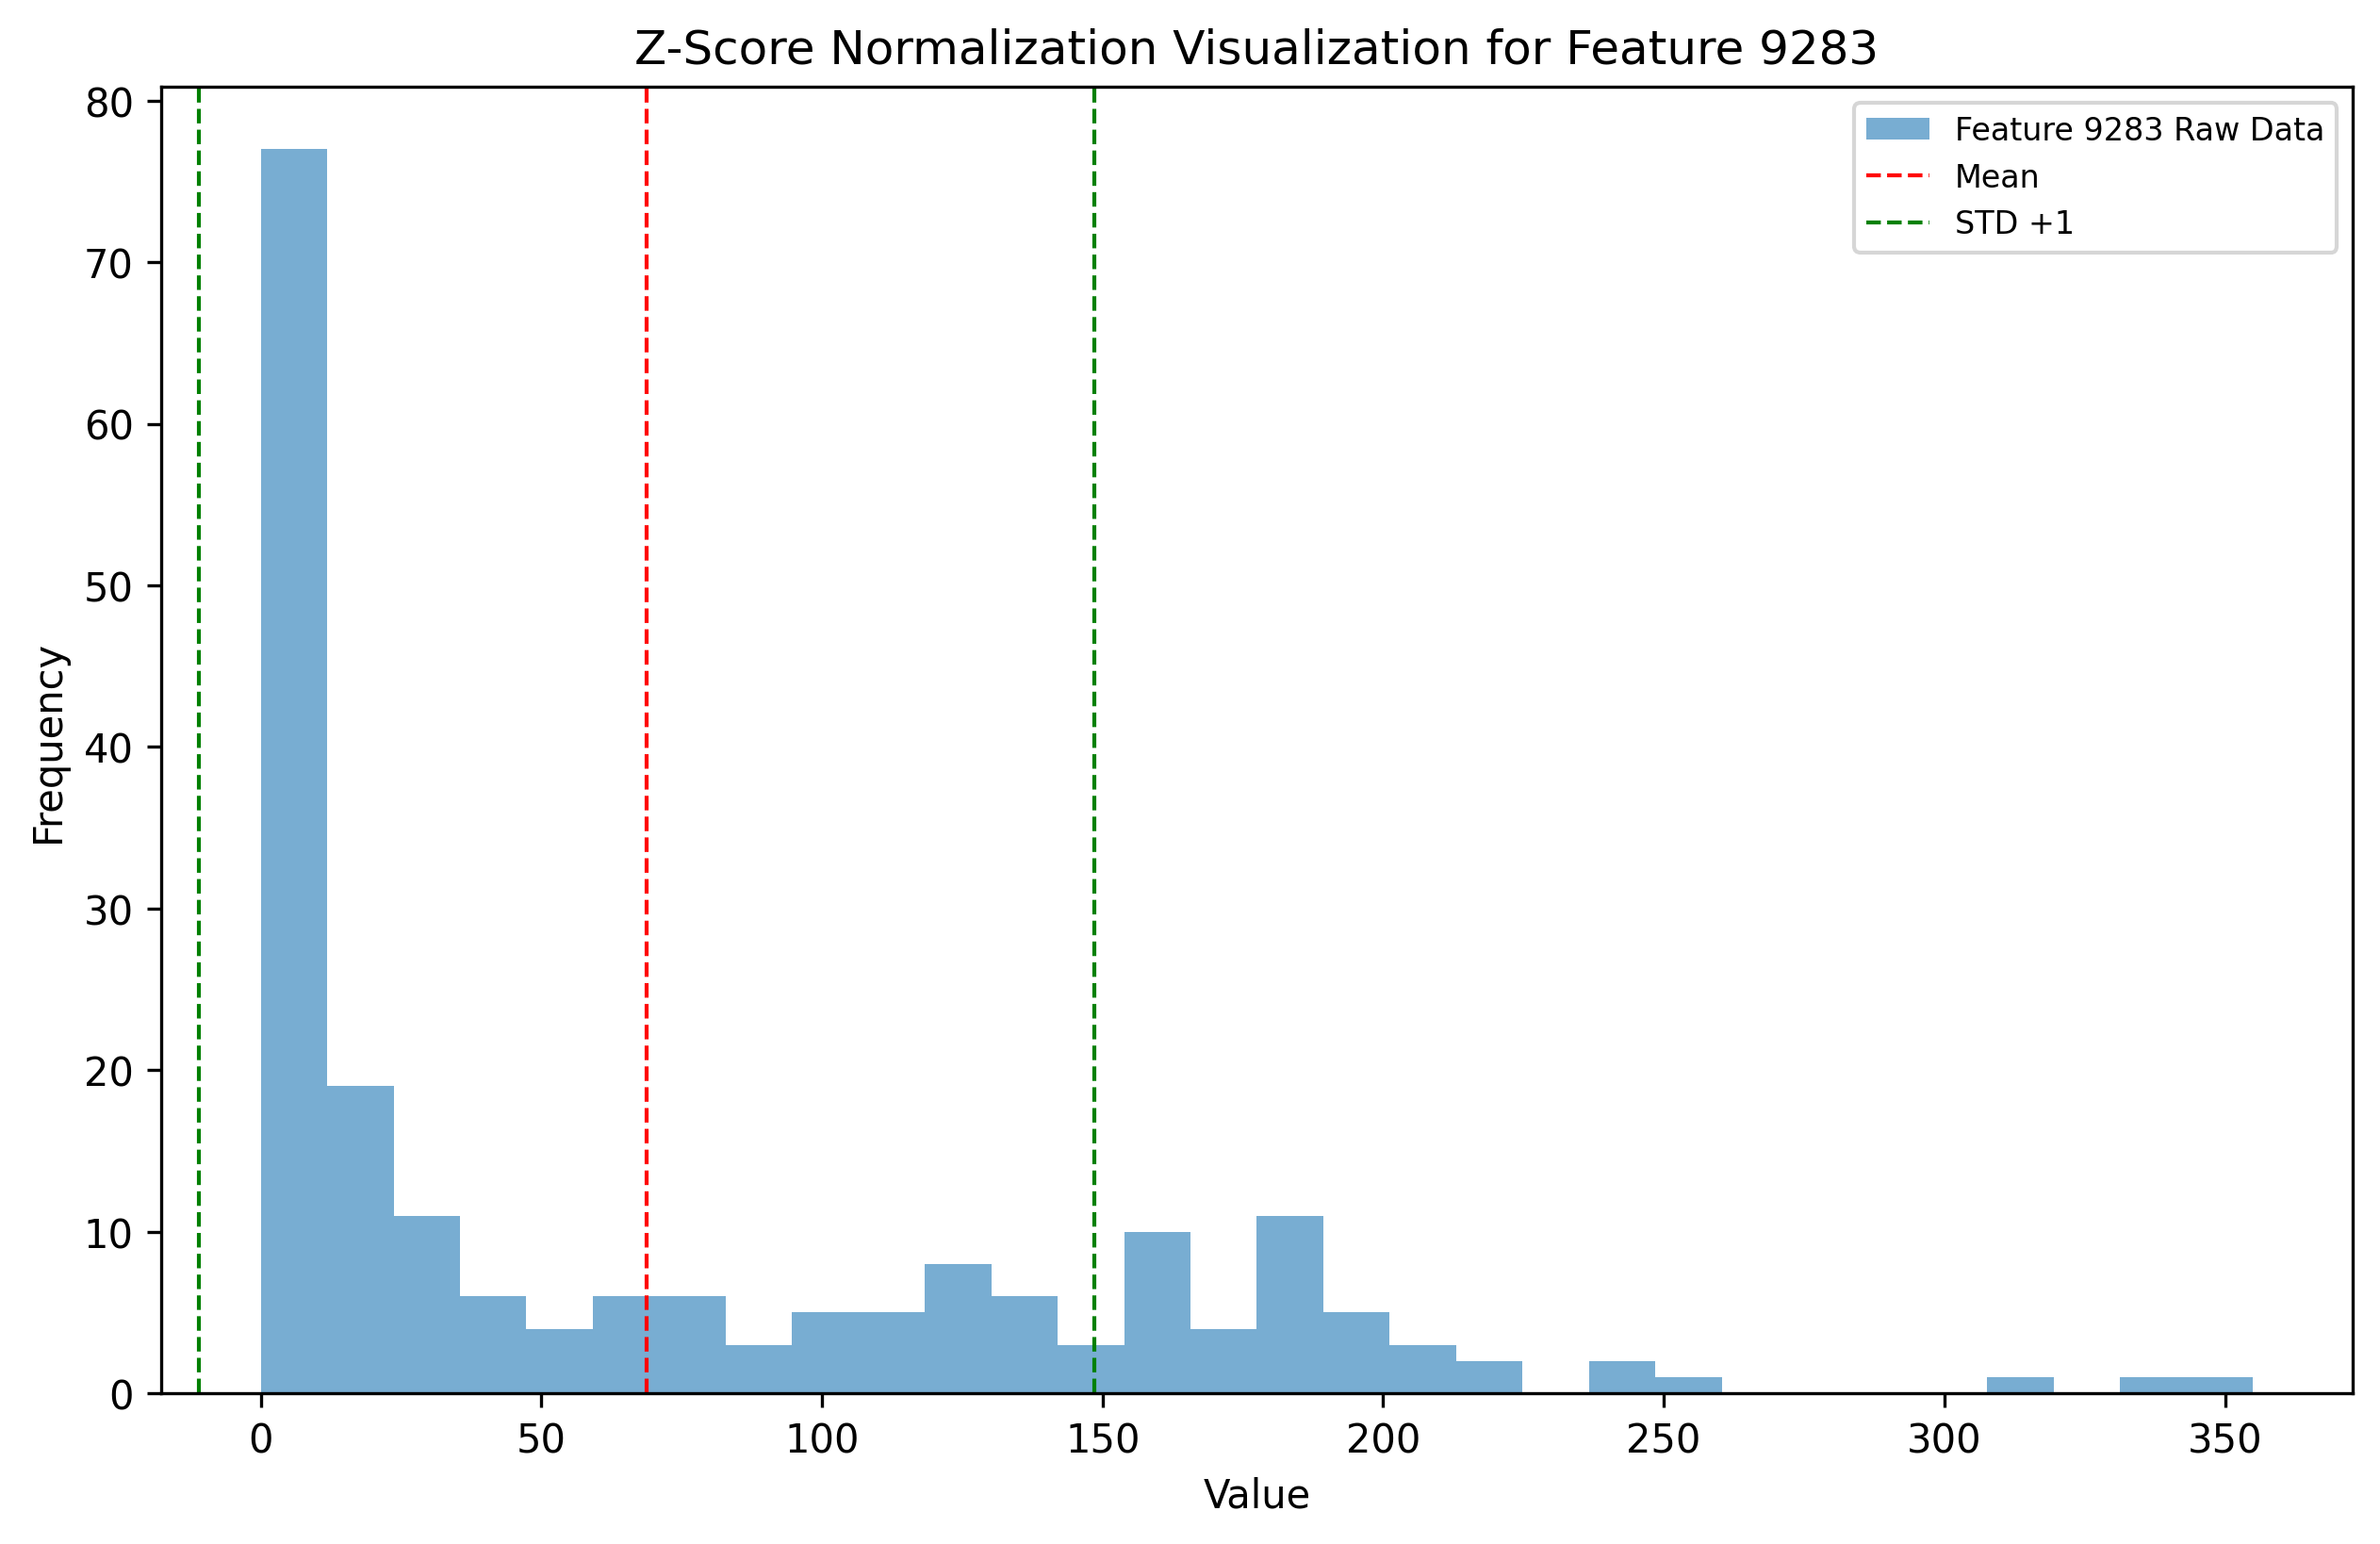 Z-Score Normalization Visualization for Feature 9283
Feature 9283 Raw Data
Mean
STD +1
80
70
60
50
40
30
20
10
0
Frequency
0 50 100 150 200 250 300 350
Value